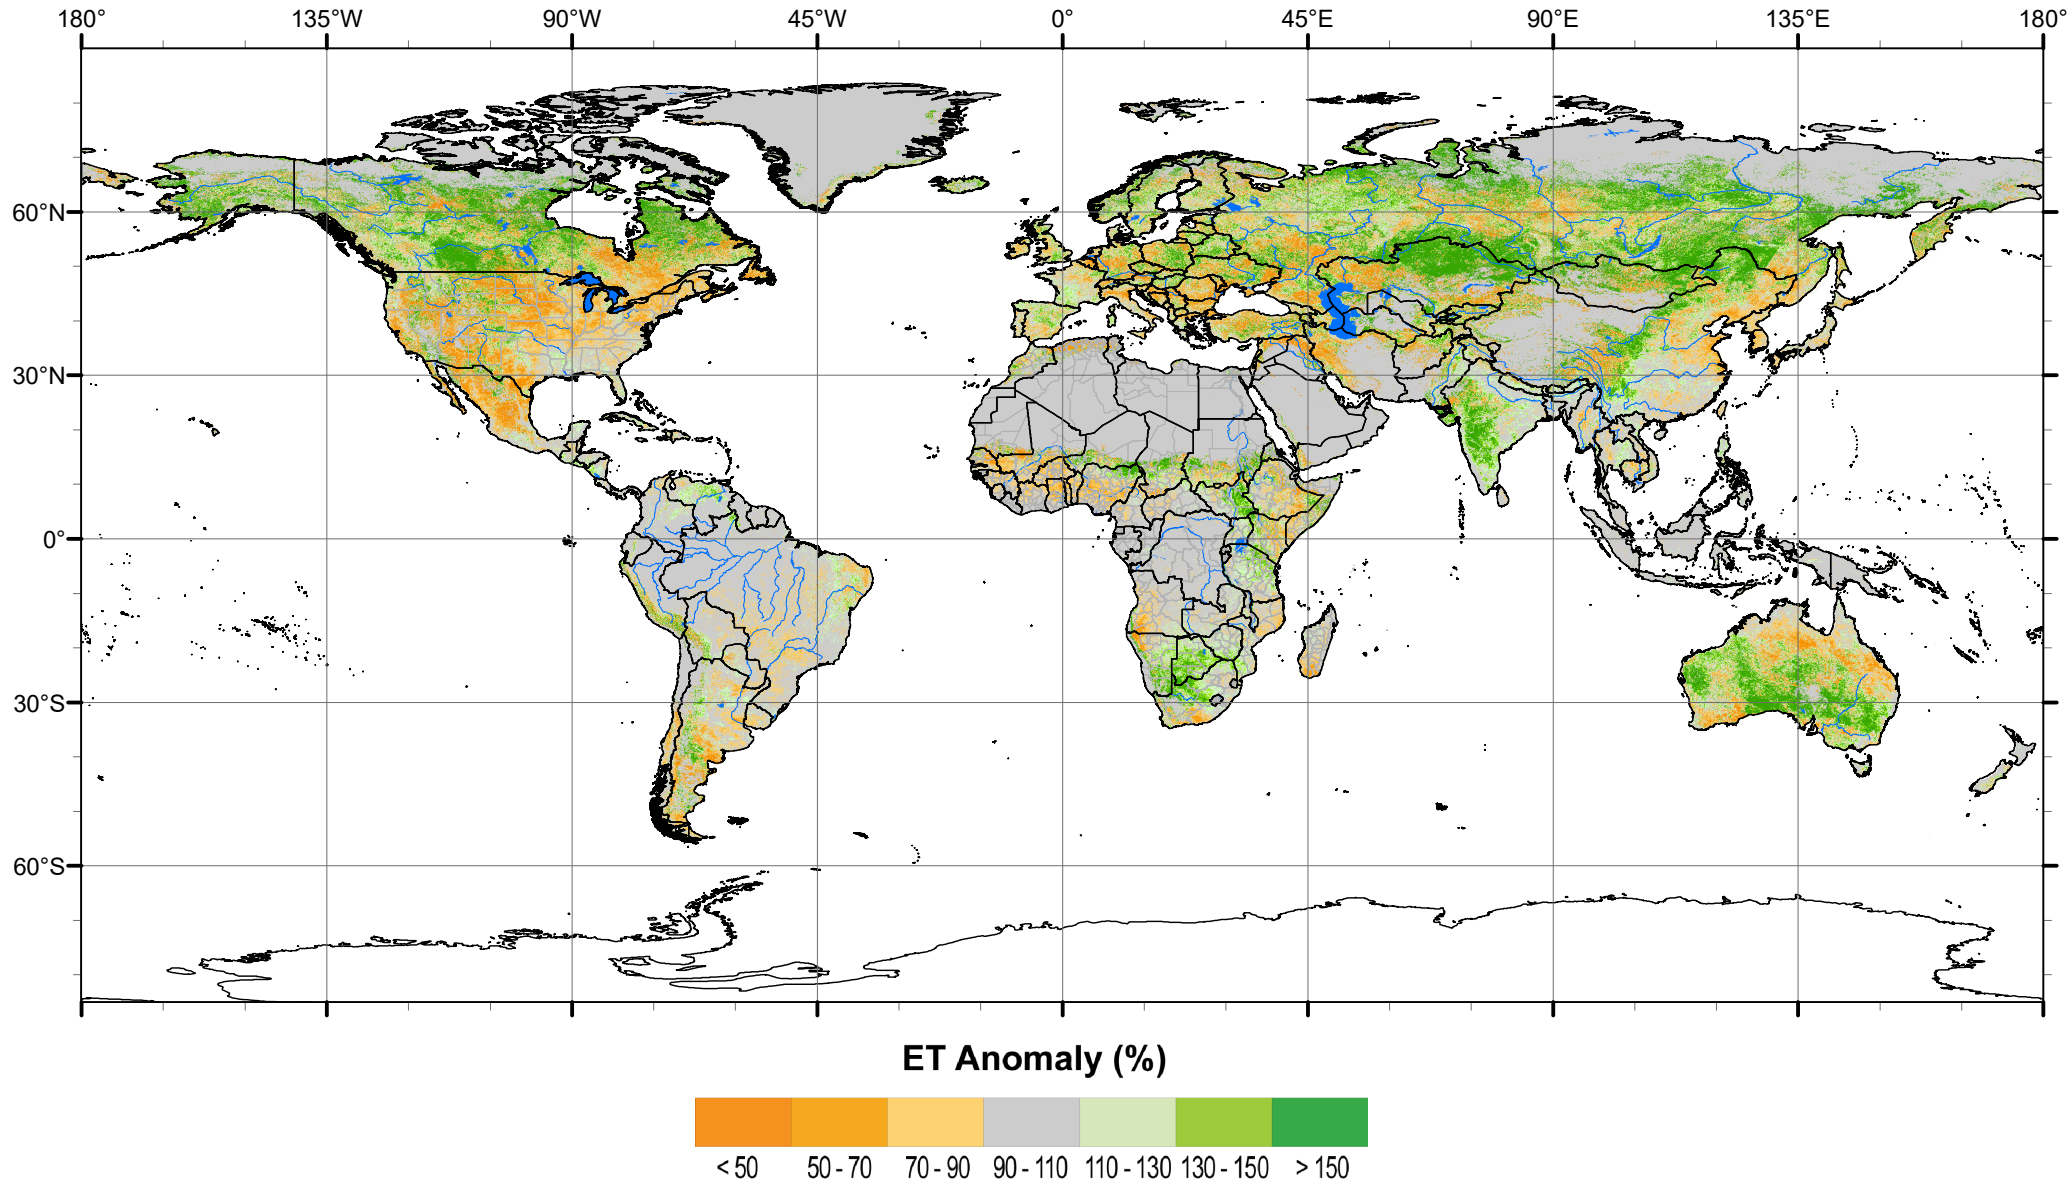 180° 135°W 90°W 45°W 0° 45°E 90°E 135°E 180°
60°N
30°N
0°
30°S
60°S
ET Anomaly (%)
< 50 50 - 70 70 - 90 90 - 110 110 - 130 130 - 150 > 150